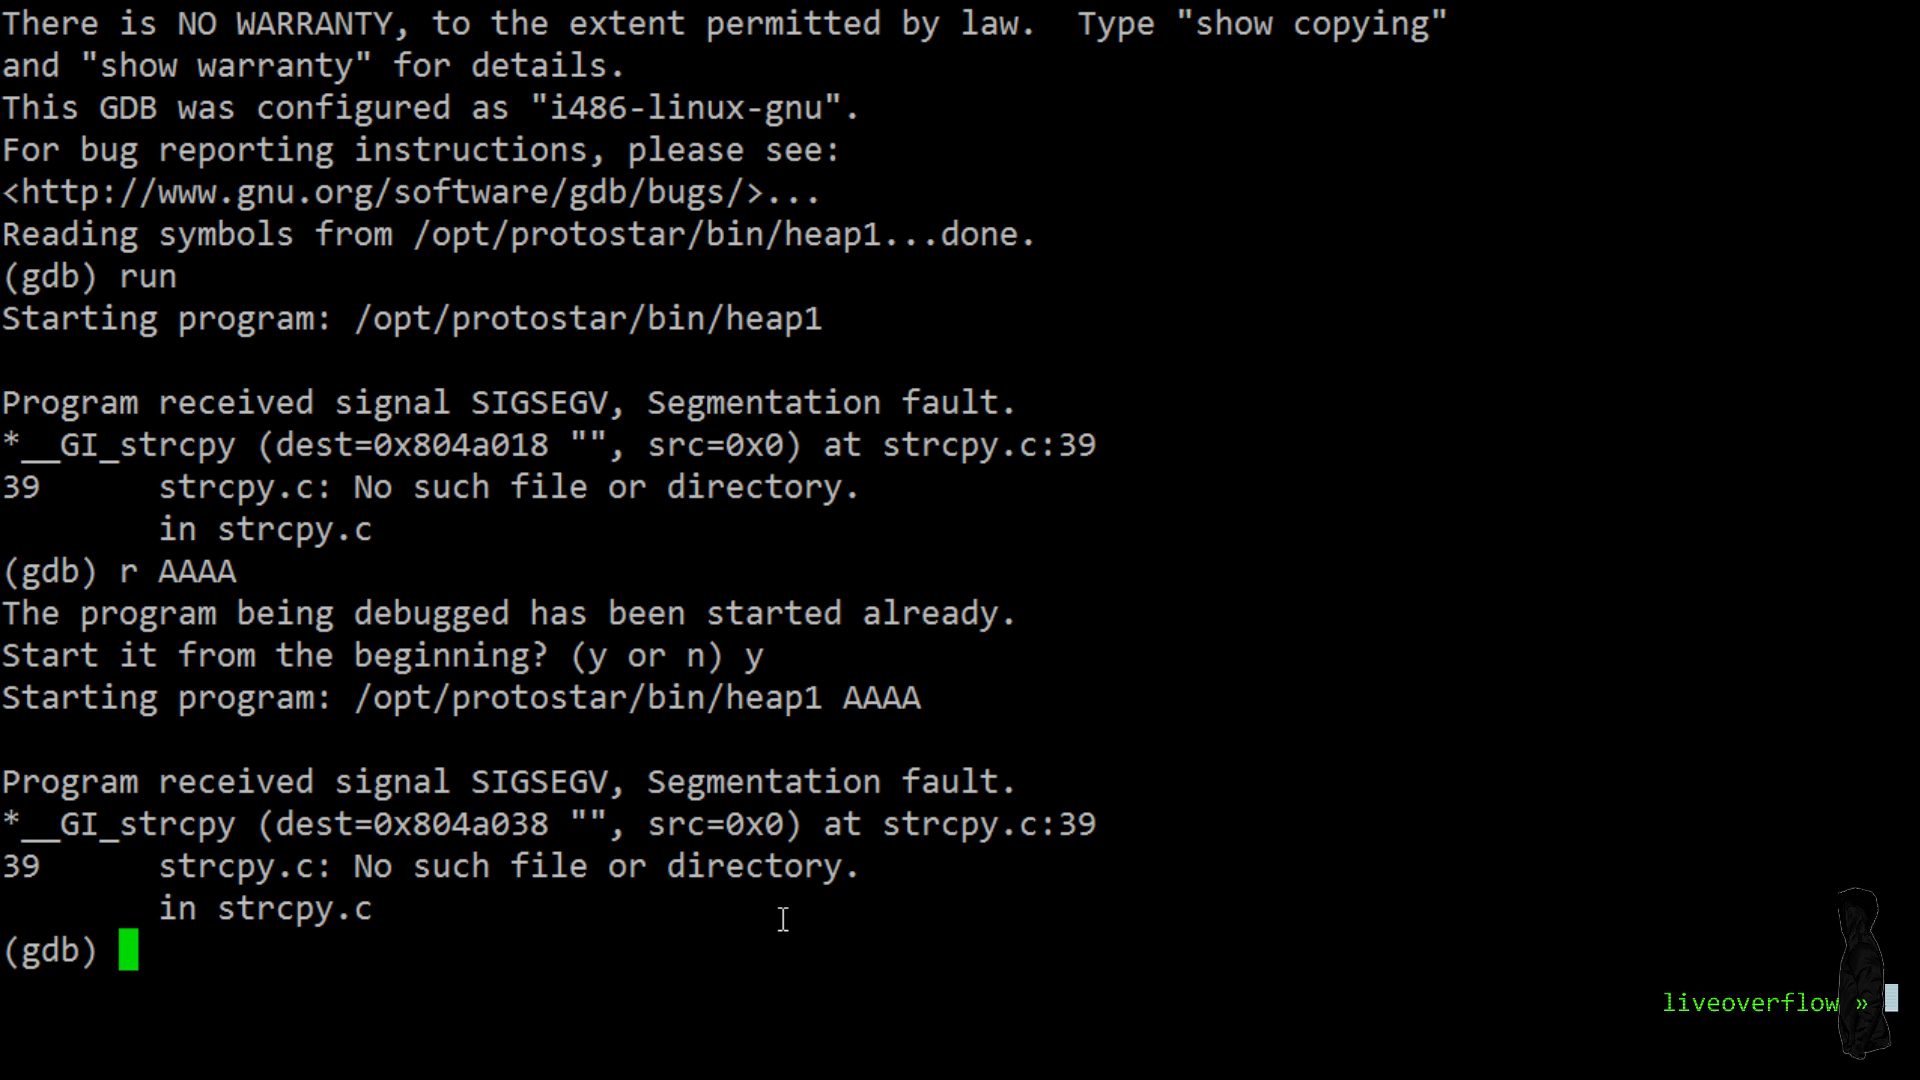 There is NO WARRANTY, to the extent permitted by law.  Type "show copying"
and "show warranty" for details.
This GDB was configured as "i486-linux-gnu".
For bug reporting instructions, please see:
<http://www.gnu.org/software/gdb/bugs/>...
Reading symbols from /opt/protostar/bin/heap1...done.
(gdb) run
Starting program: /opt/protostar/bin/heap1
Program received signal SIGSEGV, Segmentation fault.
*__GI_strcpy (dest=0x804a018 "", src=0x0) at strcpy.c:39
39      strcpy.c: No such file or directory.
        in strcpy.c
(gdb) r AAAA
The program being debugged has been started already.
Start it from the beginning? (y or n) y
Starting program: /opt/protostar/bin/heap1 AAAA
Program received signal SIGSEGV, Segmentation fault.
*__GI_strcpy (dest=0x804a038 "", src=0x0) at strcpy.c:39
39      strcpy.c: No such file or directory.
        in strcpy.c
(gdb)
liveoverflow »